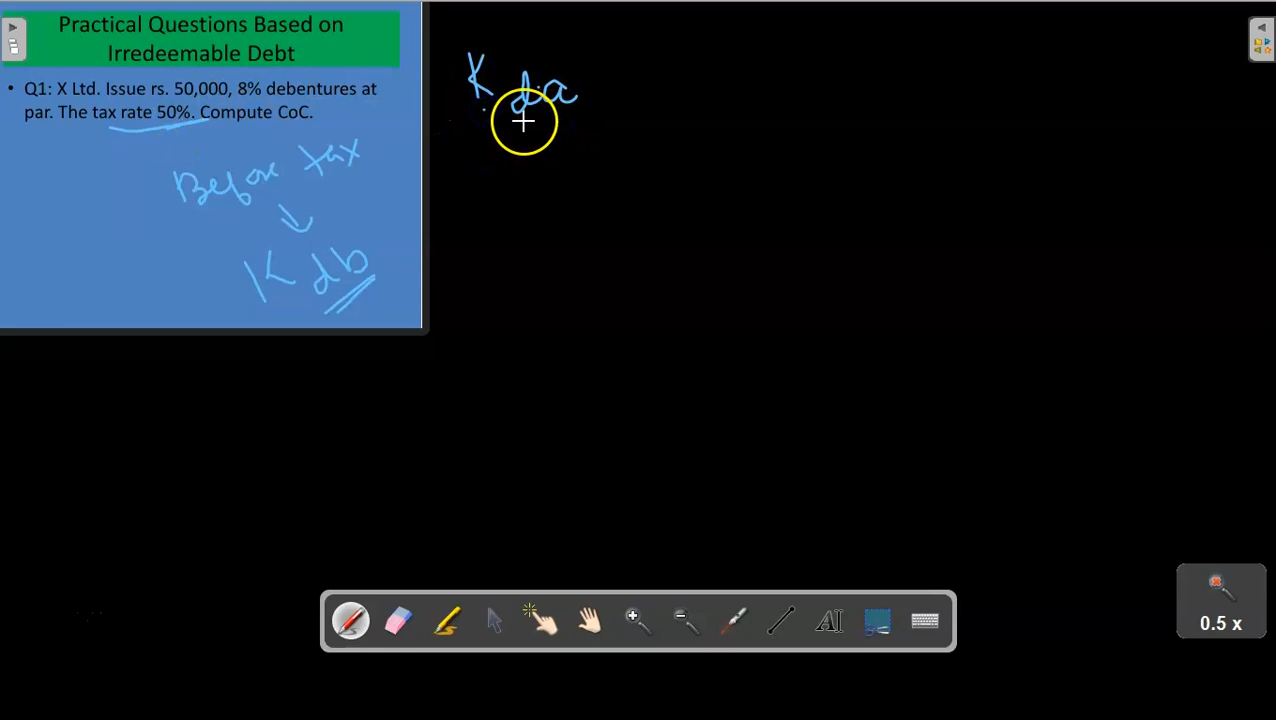 Practical Questions Based on
Irredeemable Debt
• Q1: X Ltd. Issue rs. 50,000, 8% debentures at
par. The tax rate 50%. Compute CoC.
Before tax
K db
K da
AI
0.5 x